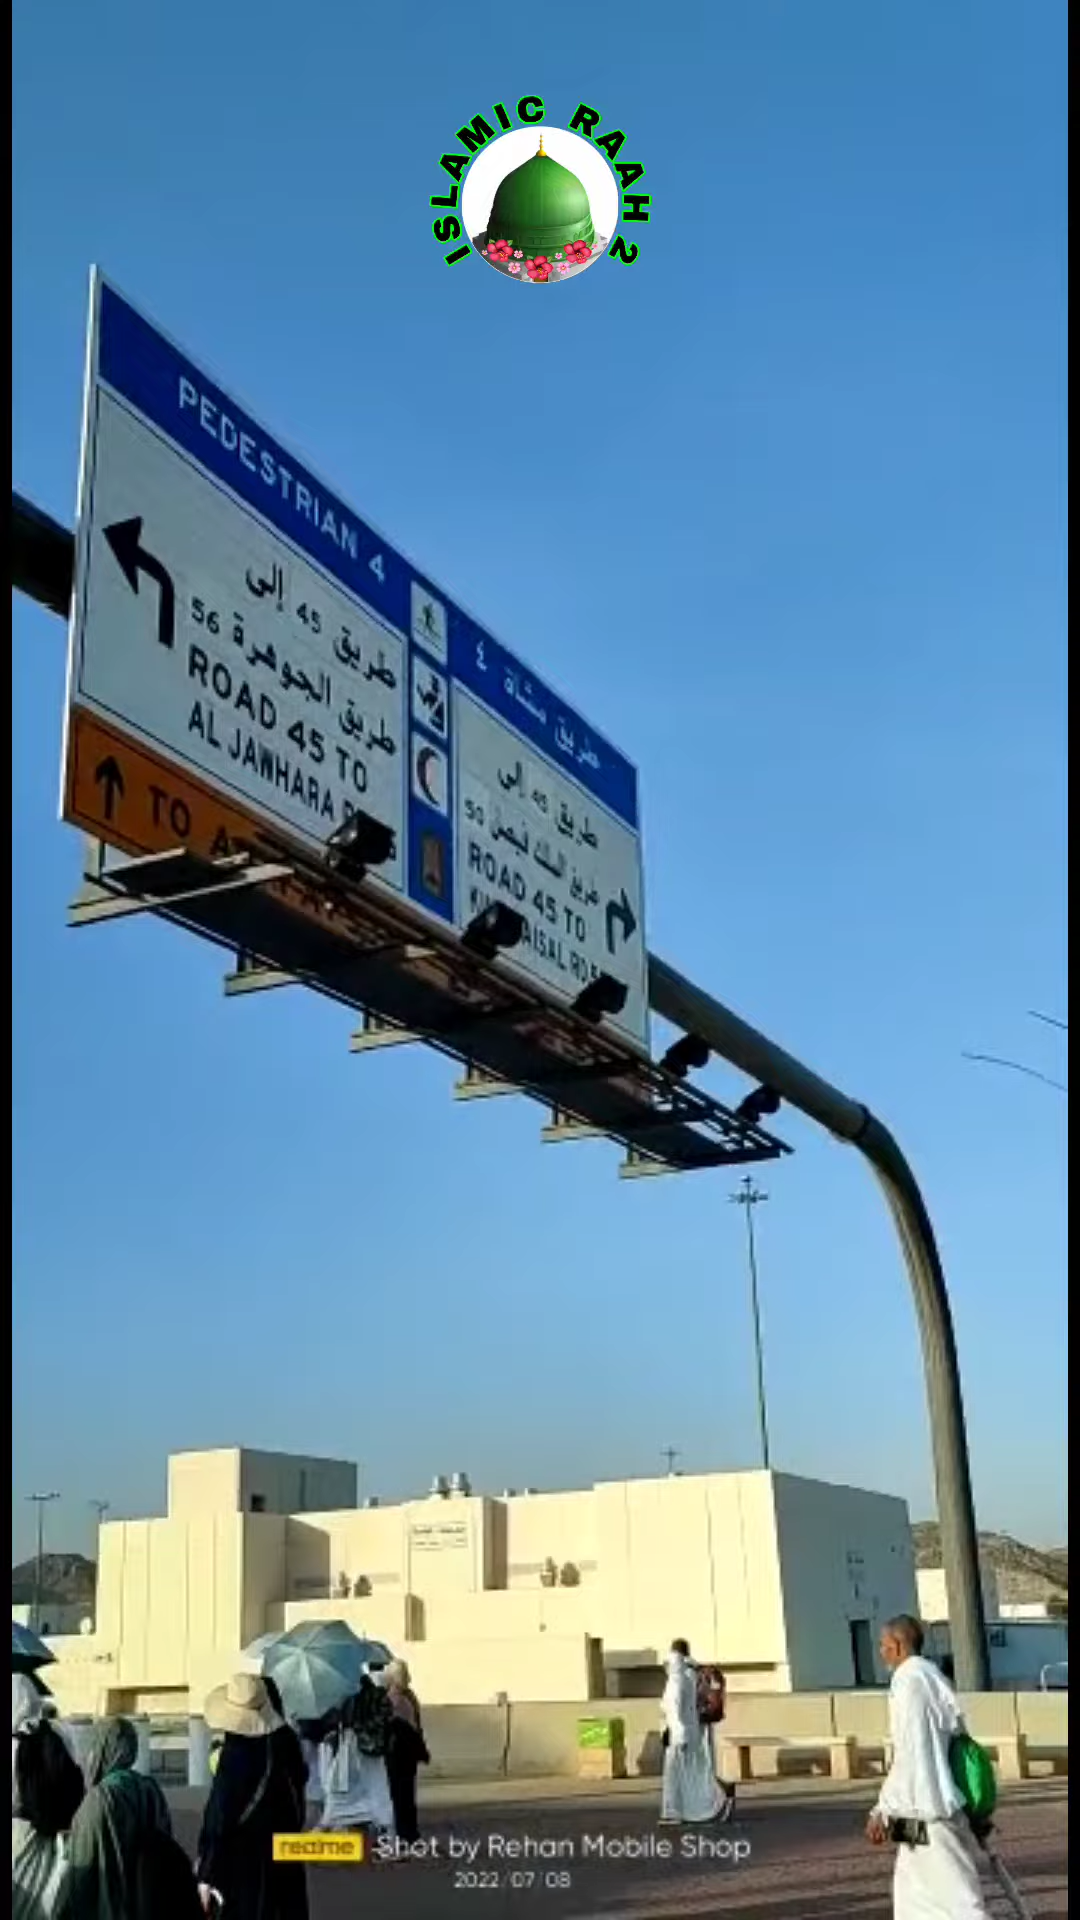 ISLAMIC RAAH 2
PEDESTRIAN 4
طريق 45 إلى
طريق الجوهرة 56
ROAD 45 TO
AL JAWHARA
TO
طريق مشاة ٤
طريق 45 إلى
طريق الملك فيصل 50
ROAD 45 TO
realme Shot by Rehan Mobile Shop
2022/07/08